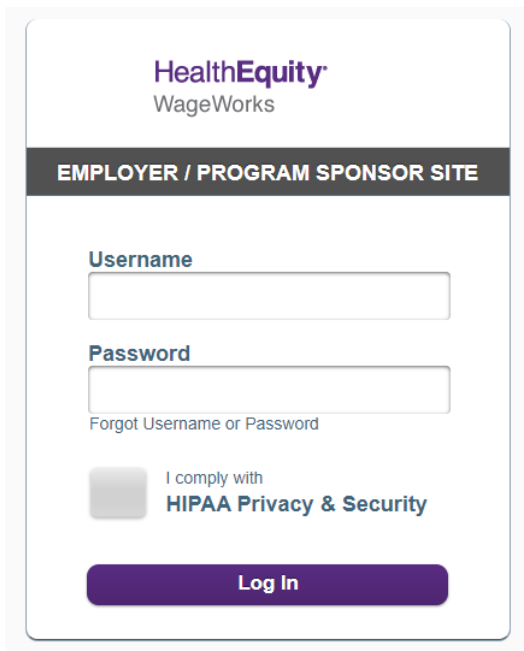 HealthEquity
WageWorks
EMPLOYER / PROGRAM SPONSOR SITE
Username
Password
Forgot Username or Password
I comply with
HIPAA Privacy & Security
Log In